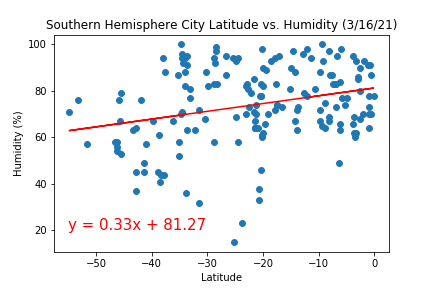 Southern Hemisphere City Latitude vs. Humidity (3/16/21)
100
80
60
40
20
Humidity (%)
y = 0.33x + 81.27
−50
−40
−30
−20
−10
0
Latitude